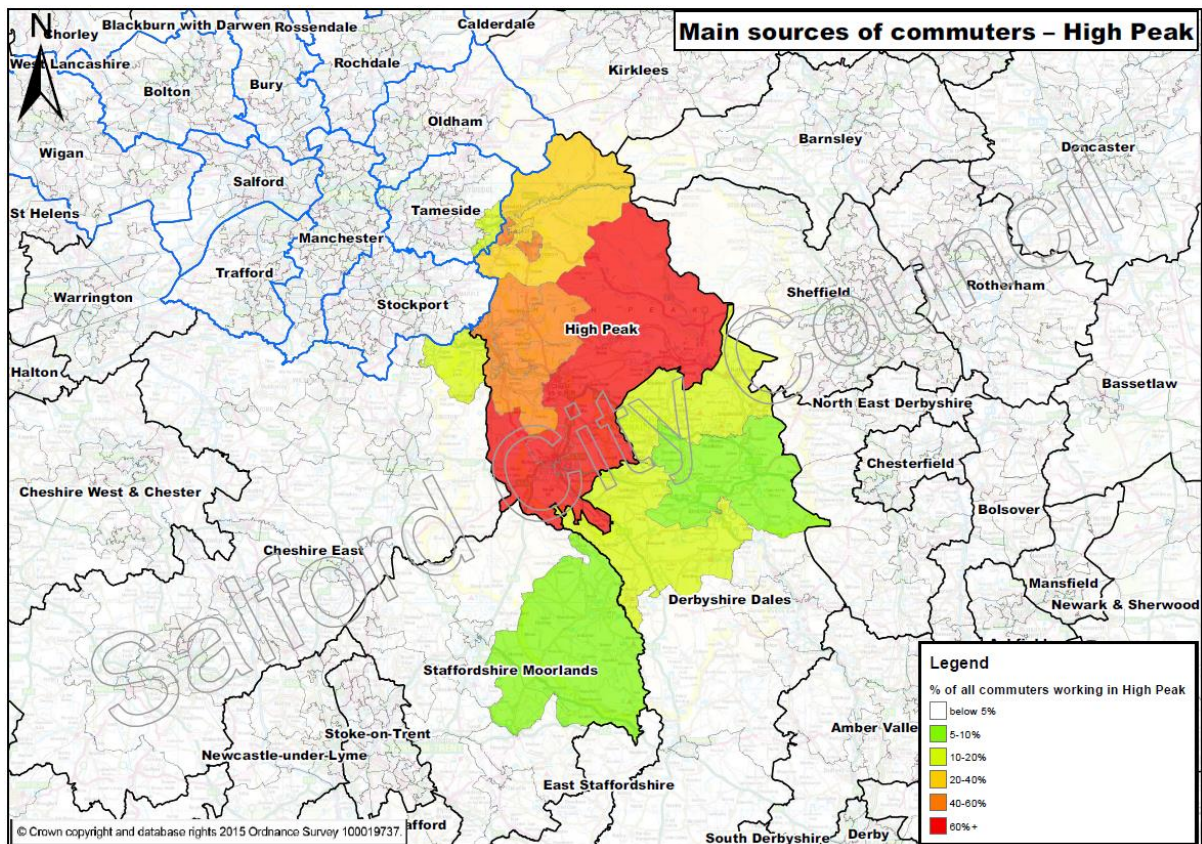 Main sources of commuters – High Peak
N
Chorley
Blackburn with Darwen
Rossendale
Calderdale
West Lancashire
Bolton
Bury
Rochdale
Kirklees
Oldham
Barnsley
Doncaster
Wigan
Salford
St Helens
Tameside
Manchester
Trafford
Warrington
Stockport
Sheffield
Rotherham
High Peak
Halton
Bassetlaw
North East Derbyshire
Chesterfield
Cheshire West & Chester
Bolsover
Cheshire East
Mansfield
Derbyshire Dales
Newark & Sherwood
Staffordshire Moorlands
Stoke-on-Trent
Amber Valle
Newcastle-under-Lyme
East Staffordshire
afford
South Derbyshire
Derby
Salford City Council
Legend
% of all commuters working in High Peak
below 5%
5-10%
10-20%
20-40%
40-60%
60%+
© Crown copyright and database rights 2015 Ordnance Survey 100019737.